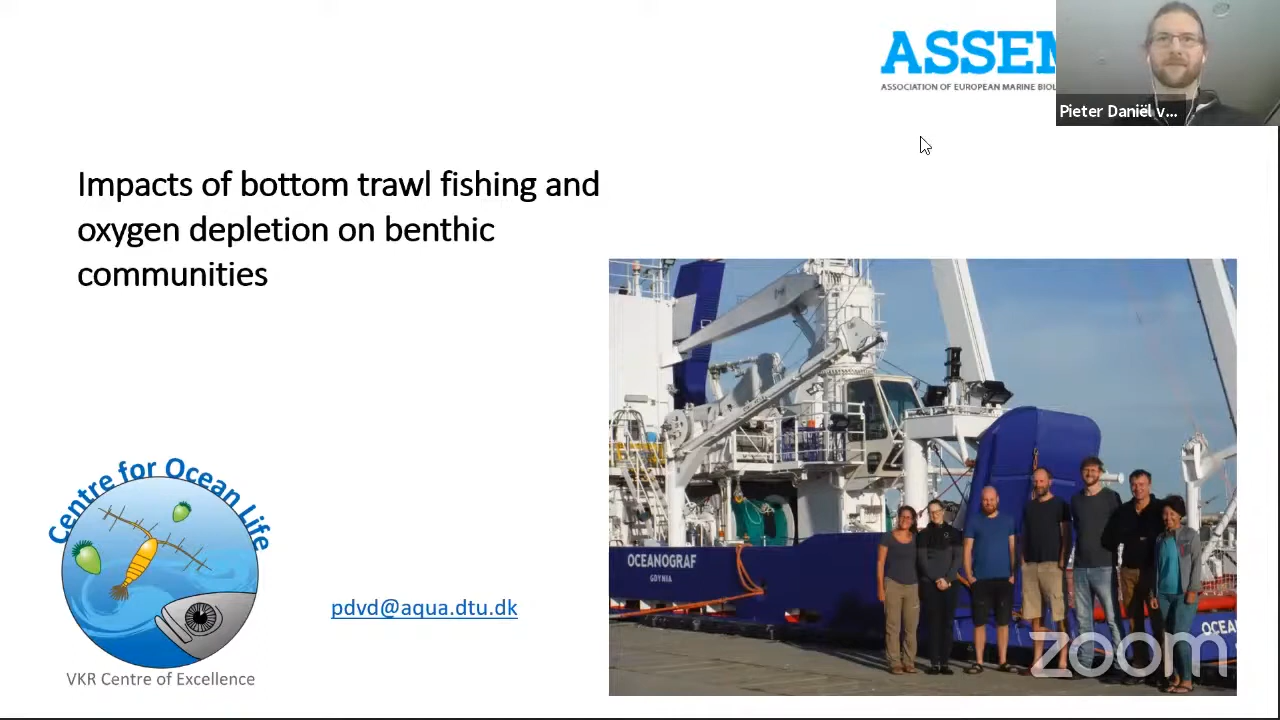 ASSEM
ASSOCIATION OF EUROPEAN MARINE BIOL
Pieter Daniël v...
Impacts of bottom trawl fishing and
oxygen depletion on benthic
communities
Centre for Ocean Life
VKR Centre of Excellence
pdvd@aqua.dtu.dk
OCEANOGRAF
GDYNIA
OCEAN
zoom